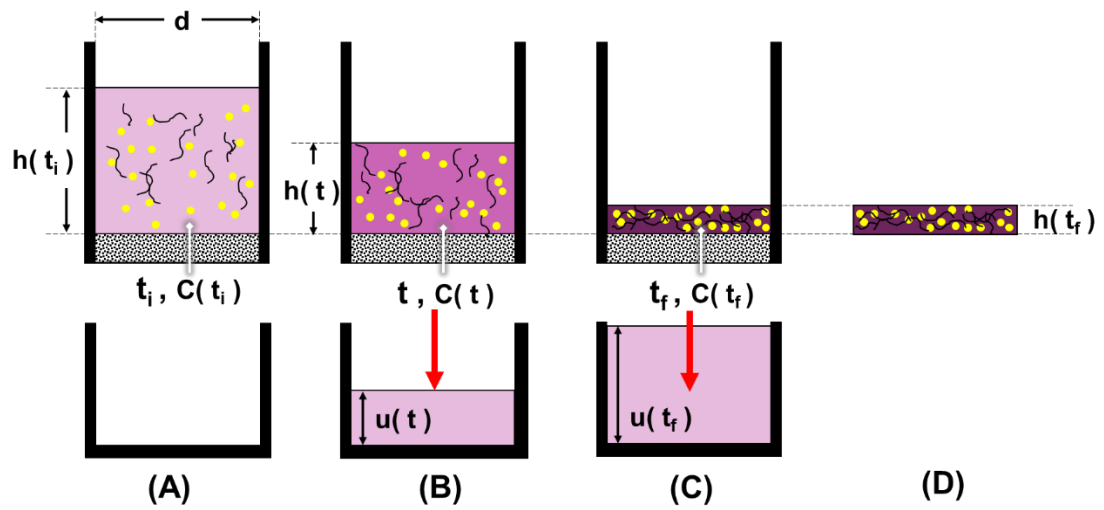 d
h( tᵢ )
h( t )
h( t_f )
tᵢ , C( tᵢ )
t , C( t )
t_f , C( t_f )
u( t )
u( t_f )
(A)
(B)
(C)
(D)